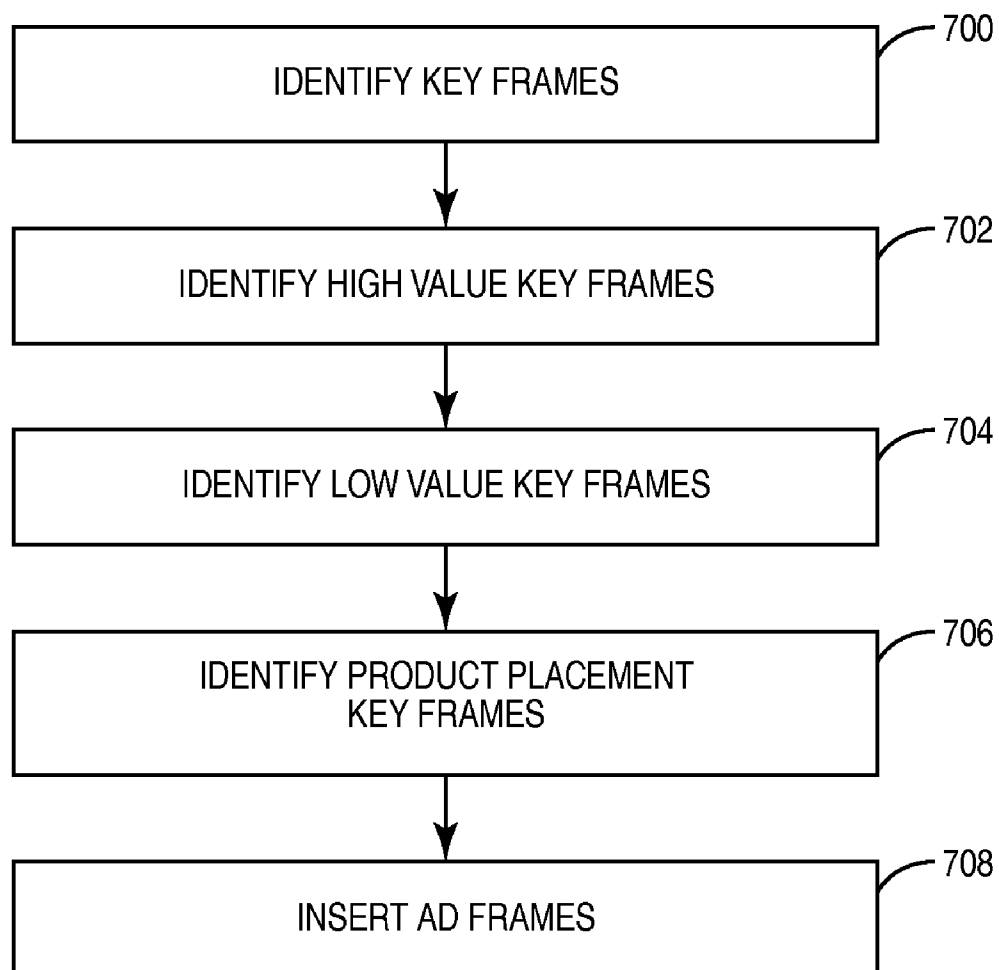 700
IDENTIFY KEY FRAMES
702
IDENTIFY HIGH VALUE KEY FRAMES
704
IDENTIFY LOW VALUE KEY FRAMES
706
IDENTIFY PRODUCT PLACEMENT
KEY FRAMES
708
INSERT AD FRAMES